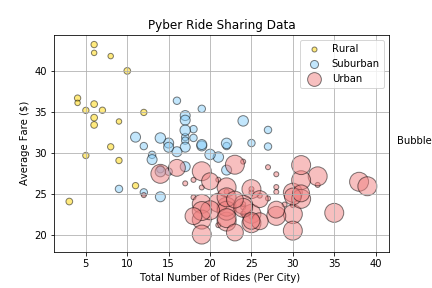 Pyber Ride Sharing Data
Rural
Suburban
Urban
Average Fare ($)
40
35
30
25
20
Bubble
5
10
15
20
25
30
35
40
Total Number of Rides (Per City)